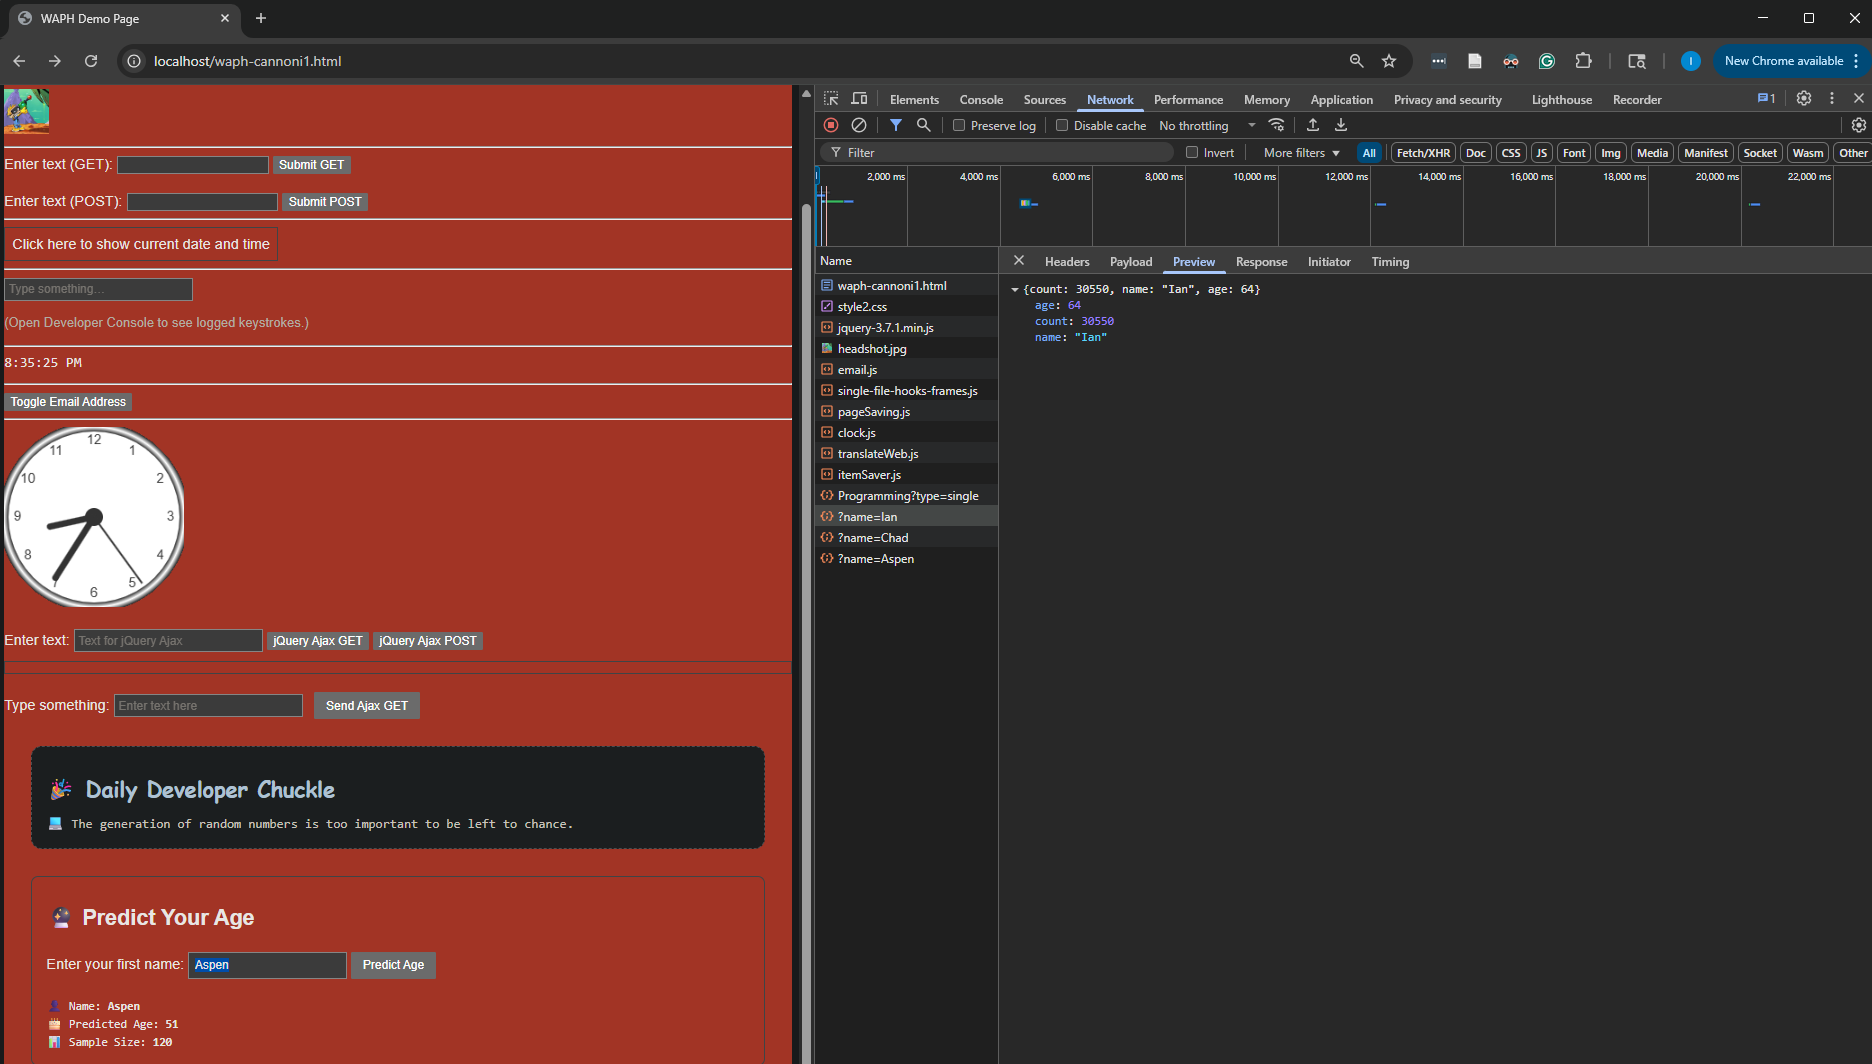 WAPH Demo Page
localhost/waph-cannoni1.html
New Chrome available
Enter text (GET): Submit GET
Enter text (POST): Submit POST
Click here to show current date and time
Type something...
(Open Developer Console to see logged keystrokes.)
8:35:25 PM
Toggle Email Address
12
11 1
10 2
9 3
8 4
7 5
6
Enter text: Text for jQuery Ajax jQuery Ajax GET jQuery Ajax POST
Type something: Enter text here Send Ajax GET
Daily Developer Chuckle
The generation of random numbers is too important to be left to chance.
Predict Your Age
Enter your first name: Aspen Predict Age
Name: Aspen
Predicted Age: 51
Sample Size: 120
Elements Console Sources Network Performance Memory Application Privacy and security Lighthouse Recorder 1
Preserve log Disable cache No throttling
Filter Invert More filters All Fetch/XHR Doc CSS JS Font Img Media Manifest Socket Wasm Other
2,000 ms 4,000 ms 6,000 ms 8,000 ms 10,000 ms 12,000 ms 14,000 ms 16,000 ms 18,000 ms 20,000 ms 22,000 ms
Name
waph-cannoni1.html
style2.css
jquery-3.7.1.min.js
headshot.jpg
email.js
single-file-hooks-frames.js
pageSaving.js
clock.js
translateWeb.js
itemSaver.js
Programming?type=single
?name=Ian
?name=Chad
?name=Aspen
Headers Payload Preview Response Initiator Timing
{count: 30550, name: "Ian", age: 64}
age: 64
count: 30550
name: "Ian"